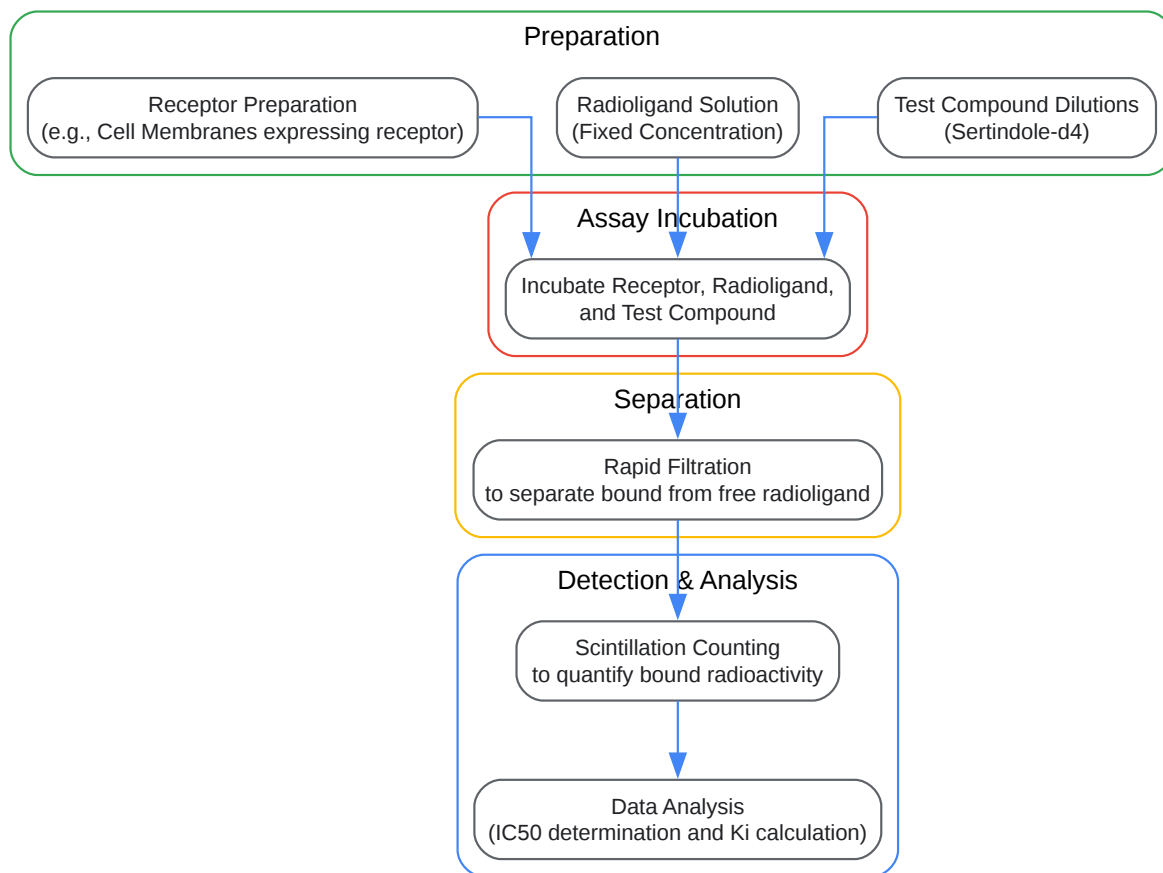 Preparation
Receptor Preparation
(e.g., Cell Membranes expressing receptor)
Radioligand Solution
(Fixed Concentration)
Test Compound Dilutions
(Sertindole-d4)
Assay Incubation
Incubate Receptor, Radioligand,
and Test Compound
Separation
Rapid Filtration
to separate bound from free radioligand
Detection & Analysis
Scintillation Counting
to quantify bound radioactivity
Data Analysis
(IC50 determination and Ki calculation)